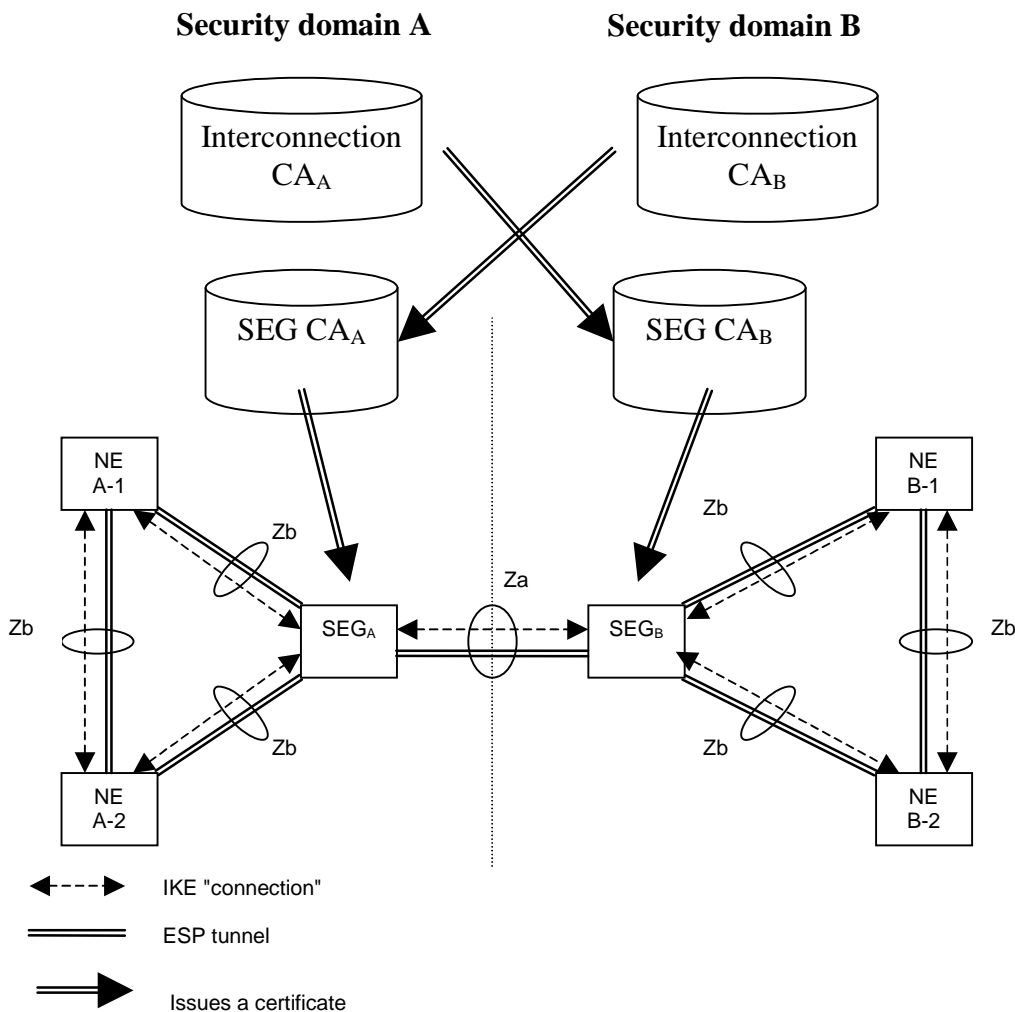 Security domain A
Security domain B
Interconnection
CAA
Interconnection
CAB
SEG CAA
SEG CAB
NE
A-1
NE
B-1
Zb
Zb
Za
Zb
SEGA
SEGB
Zb
Zb
Zb
Zb
NE
A-2
NE
B-2
IKE "connection"
ESP tunnel
Issues a certificate